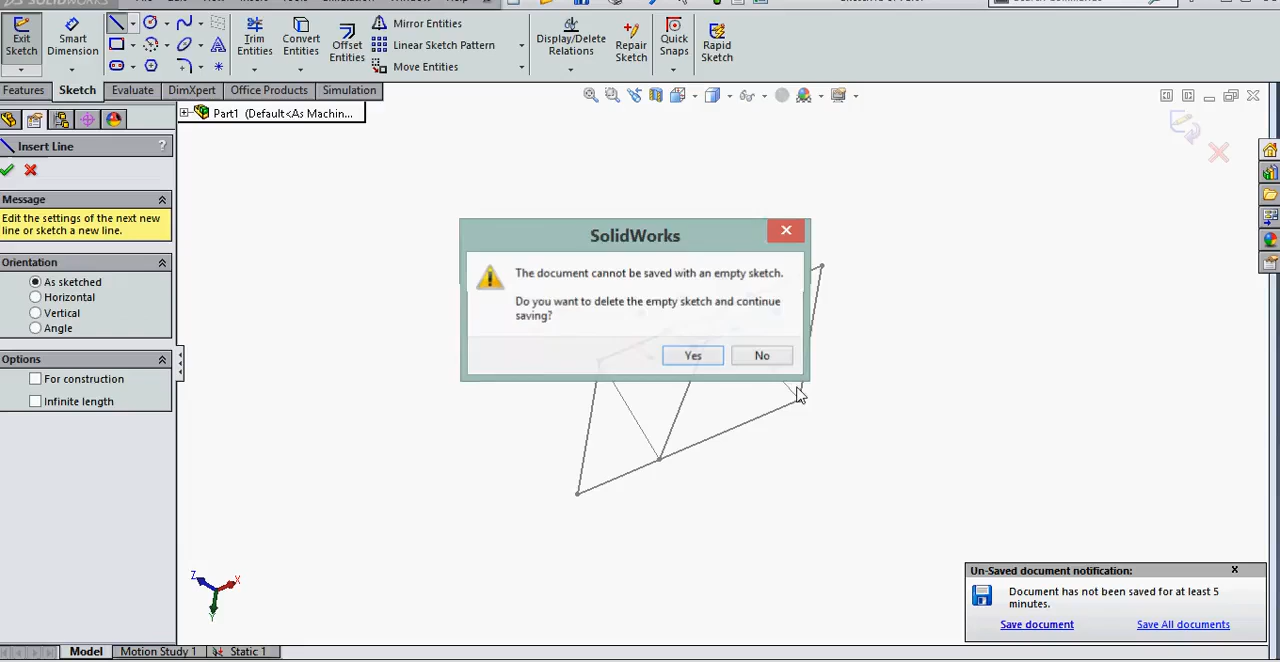 SOLIDWORKS
Search Commands
Exit Sketch
Smart Dimension
Trim Entities
Convert Entities
Offset Entities
Mirror Entities
Linear Sketch Pattern
Move Entities
Display/Delete Relations
Repair Sketch
Quick Snaps
Rapid Sketch
Features
Sketch
Evaluate
DimXpert
Office Products
Simulation
Part1 (Default<As Machin...
Insert Line
?
Message
Edit the settings of the next new
line or sketch a new line.
Orientation
As sketched
Horizontal
Vertical
Angle
Options
For construction
Infinite length
SolidWorks
The document cannot be saved with an empty sketch.
Do you want to delete the empty sketch and continue
saving?
Yes
No
Z
X
Y
Un-Saved document notification:
Document has not been saved for at least 5
minutes.
Save document
Save All documents
Model
Motion Study 1
Static 1